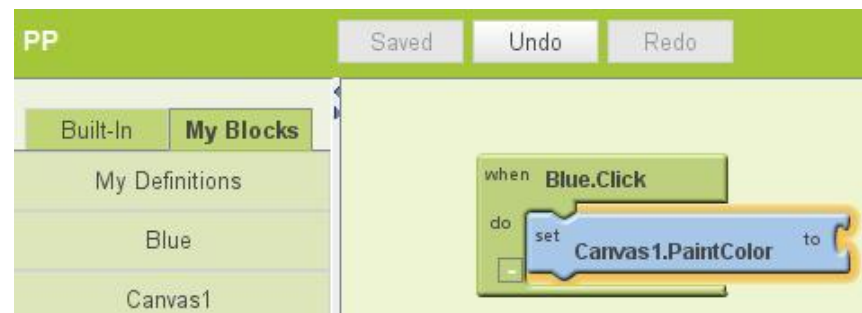 PP
Saved Undo Redo
Built-In My Blocks
My Definitions
Blue
Canvas1
when Blue.Click
do set Canvas1.PaintColor to